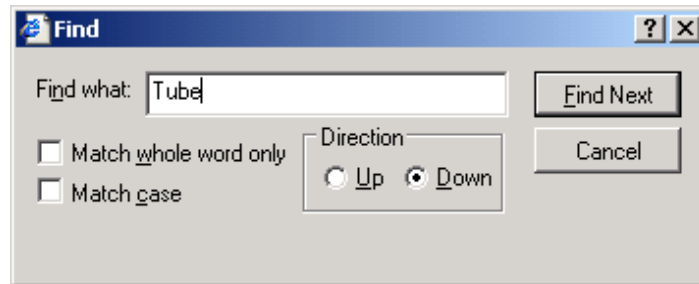 Find
Find what: Tube Find Next
Match whole word only Direction Cancel
Match case Up Down